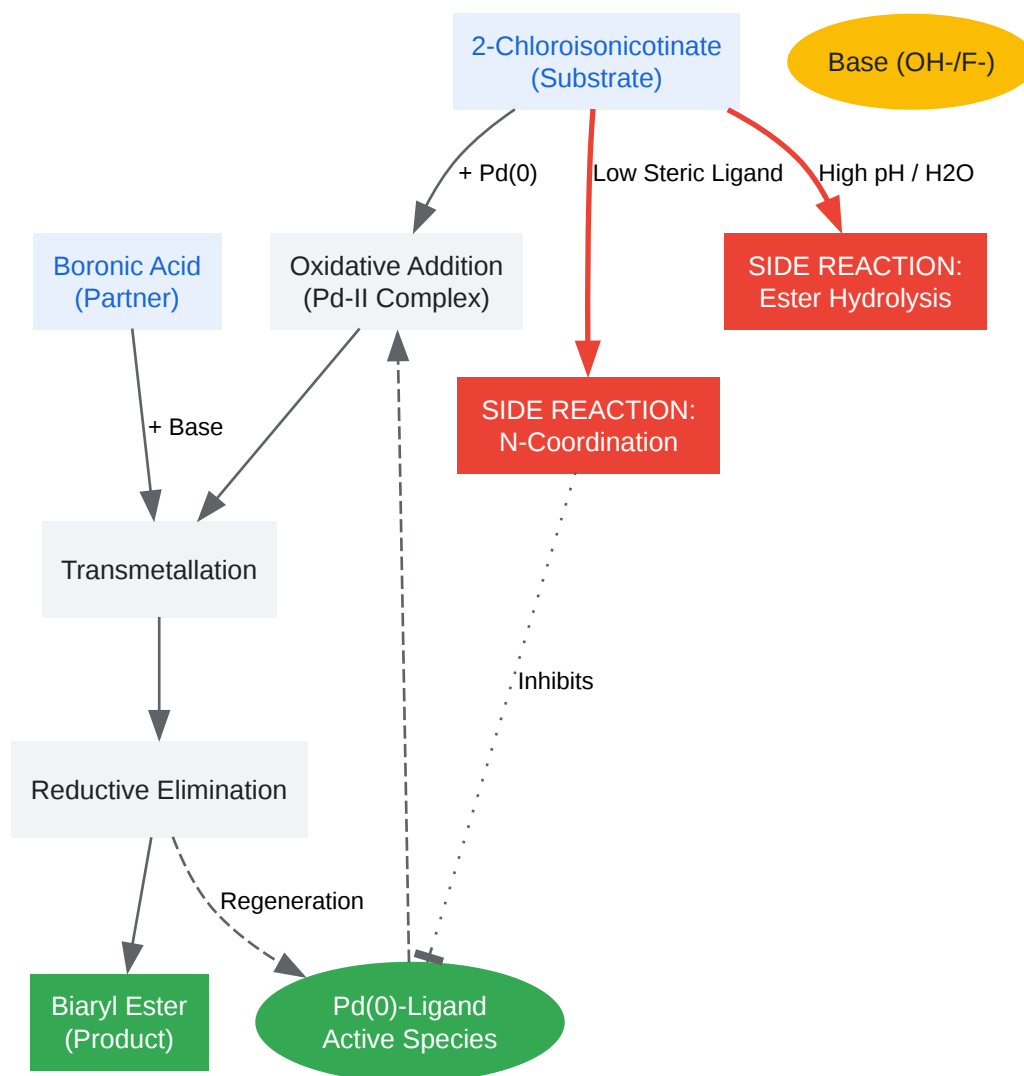 2-Chloroisonicotinate
(Substrate)
Base (OH-/F-)
+ Pd(0)
Low Steric Ligand
High pH / H2O
Boronic Acid
(Partner)
Oxidative Addition
(Pd-II Complex)
SIDE REACTION:
Ester Hydrolysis
SIDE REACTION:
N-Coordination
+ Base
Transmetallation
Inhibits
Reductive Elimination
Regeneration
Biaryl Ester
(Product)
Pd(0)-Ligand
Active Species